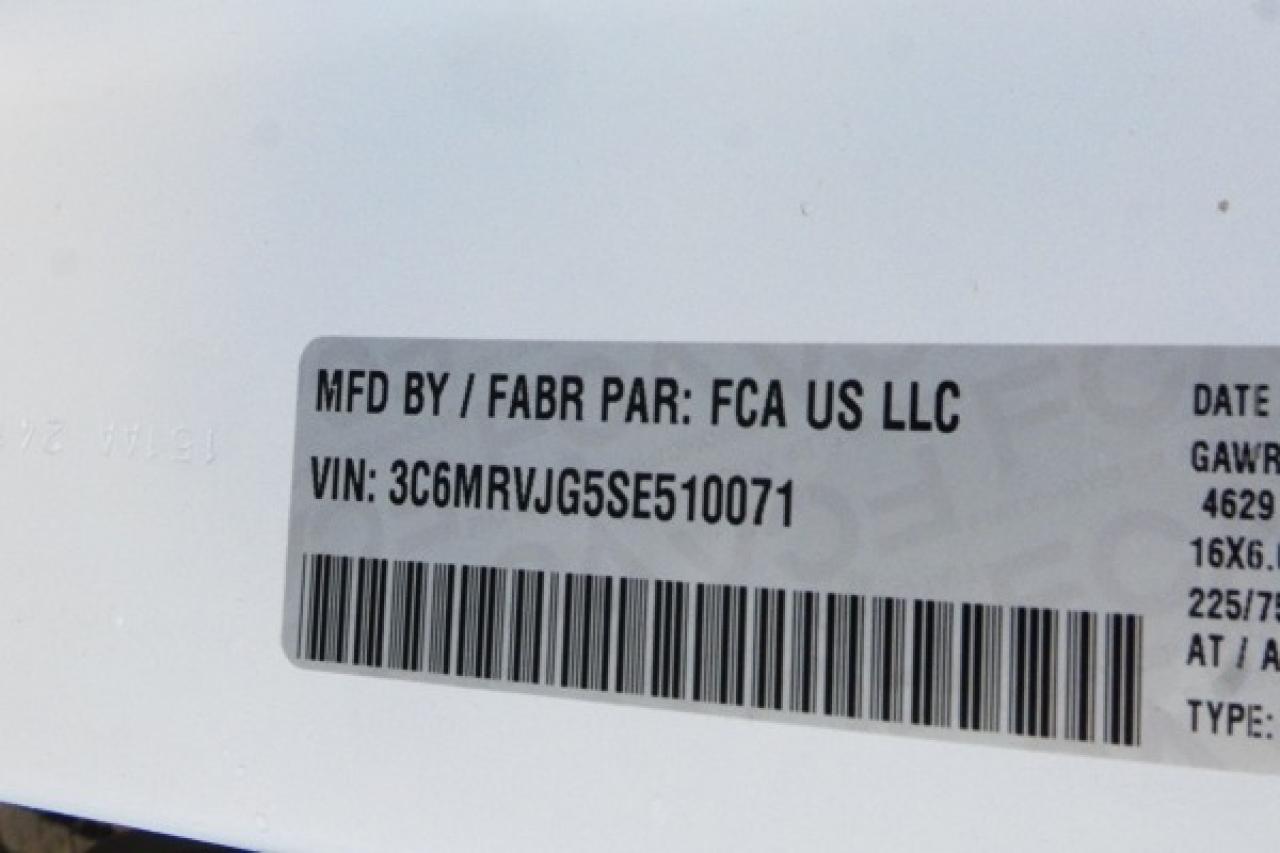 MFD BY / FABR PAR: FCA US LLC
VIN: 3C6MRVJG5SE510071
DATE
GAWR
4629
16X6.
225/75
AT / A
TYPE: